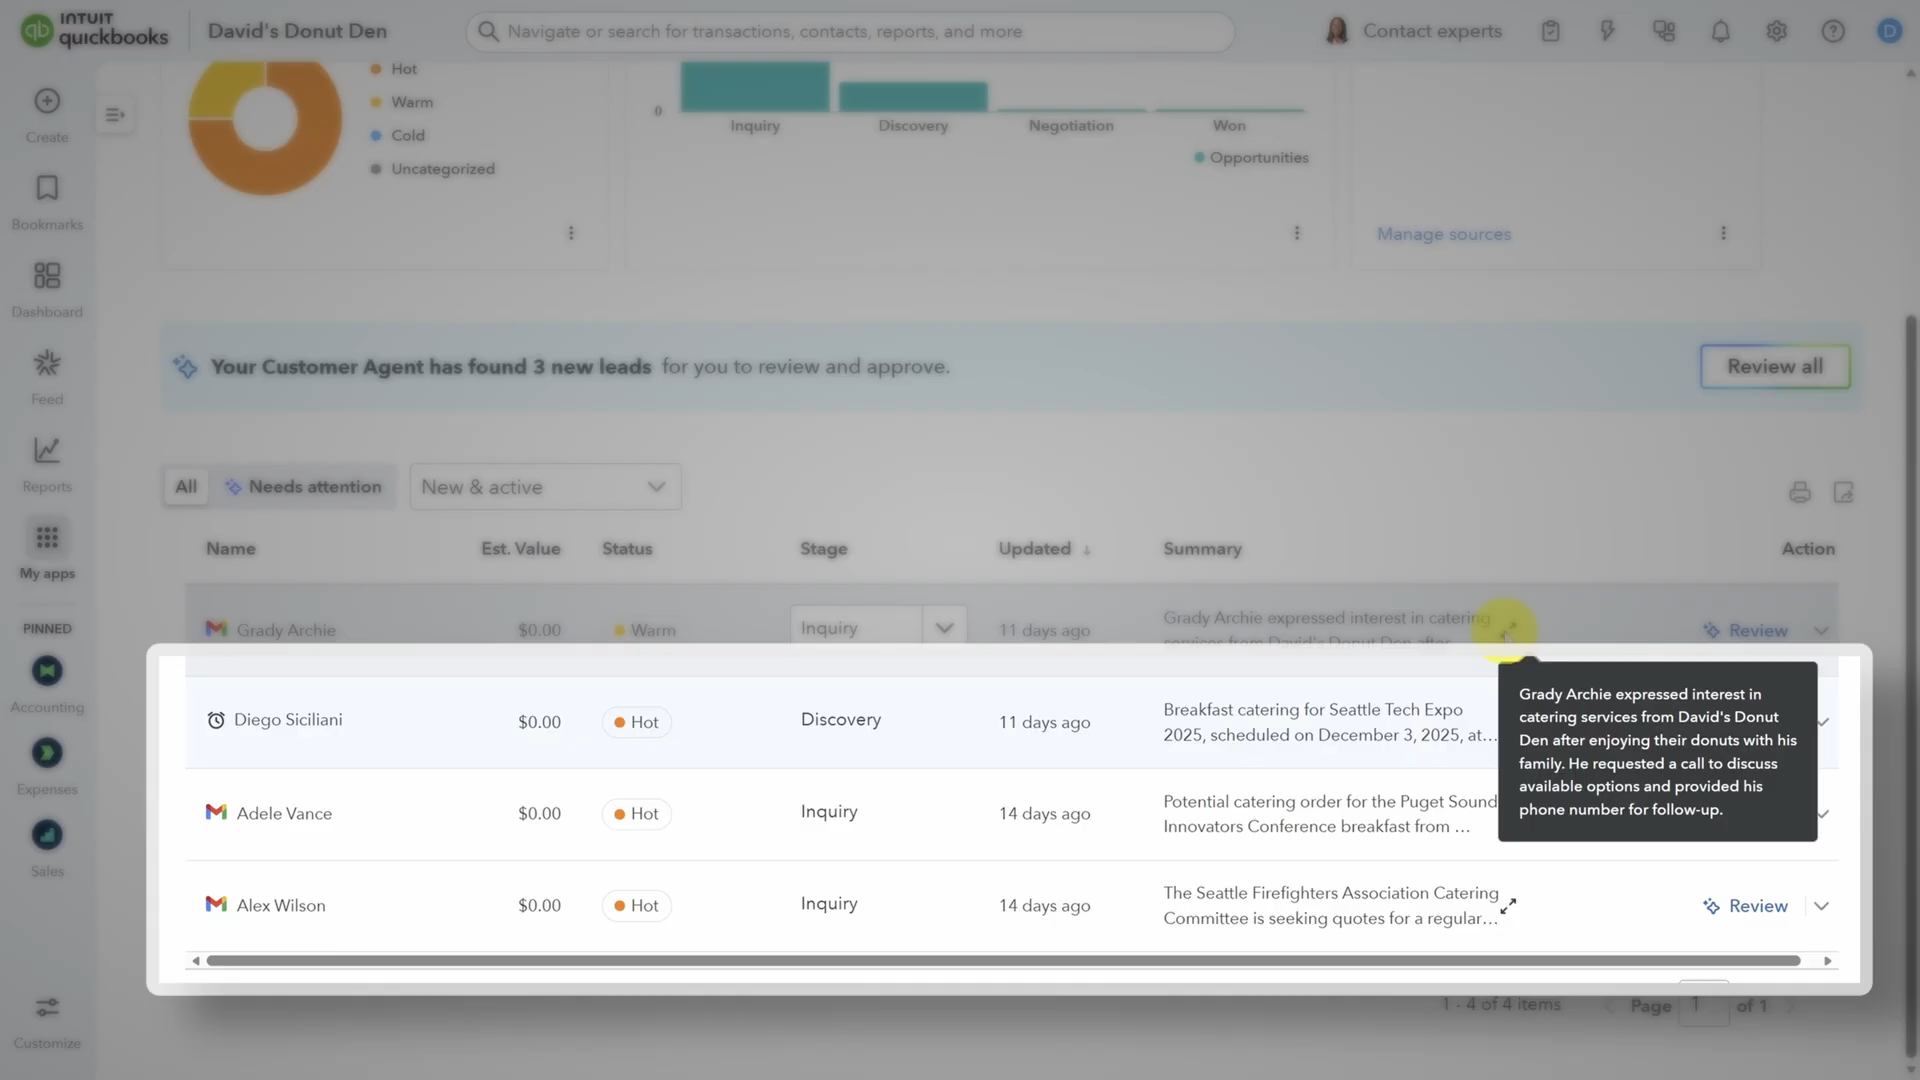 INTUIT
quickbooks
David's Donut Den
Navigate or search for transactions, contacts, reports, and more
Contact experts
D
Create
Bookmarks
Dashboard
Feed
Reports
My apps
PINNED
Accounting
Expenses
Sales
Customize
Hot
Warm
Cold
Uncategorized
0
Inquiry
Discovery
Negotiation
Won
Opportunities
Manage sources
Your Customer Agent has found 3 new leads for you to review and approve.
Review all
All
Needs attention
New & active
Name
Est. Value
Status
Stage
Updated
Summary
Action
Grady Archie
$0.00
Warm
Inquiry
11 days ago
Grady Archie expressed interest in catering
services from David's Donut Den after
Review
Diego Siciliani
$0.00
Hot
Discovery
11 days ago
Breakfast catering for Seattle Tech Expo
2025, scheduled on December 3, 2025, at...
Adele Vance
$0.00
Hot
Inquiry
14 days ago
Potential catering order for the Puget Sound
Innovators Conference breakfast from ...
Alex Wilson
$0.00
Hot
Inquiry
14 days ago
The Seattle Firefighters Association Catering
Committee is seeking quotes for a regular...
Review
Grady Archie expressed interest in
catering services from David's Donut
Den after enjoying their donuts with his
family. He requested a call to discuss
available options and provided his
phone number for follow-up.
1 - 4 of 4 items
Page
1
of 1